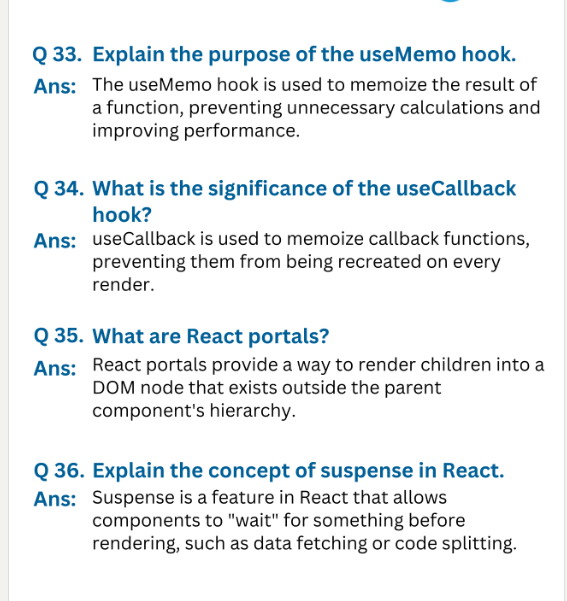 Q 33. Explain the purpose of the useMemo hook.
Ans: The useMemo hook is used to memoize the result of
a function, preventing unnecessary calculations and
improving performance.
Q 34. What is the significance of the useCallback
hook?
Ans: useCallback is used to memoize callback functions,
preventing them from being recreated on every
render.
Q 35. What are React portals?
Ans: React portals provide a way to render children into a
DOM node that exists outside the parent
component's hierarchy.
Q 36. Explain the concept of suspense in React.
Ans: Suspense is a feature in React that allows
components to "wait" for something before
rendering, such as data fetching or code splitting.